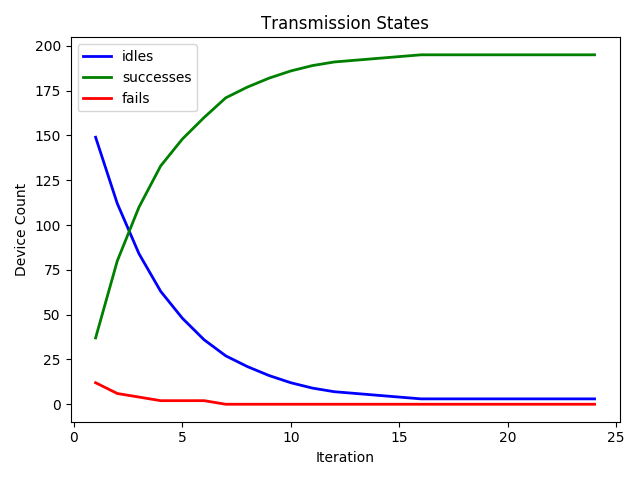 Transmission States
idles
successes
fails
Device Count
200
175
150
125
100
75
50
25
0
0 5 10 15 20 25
Iteration